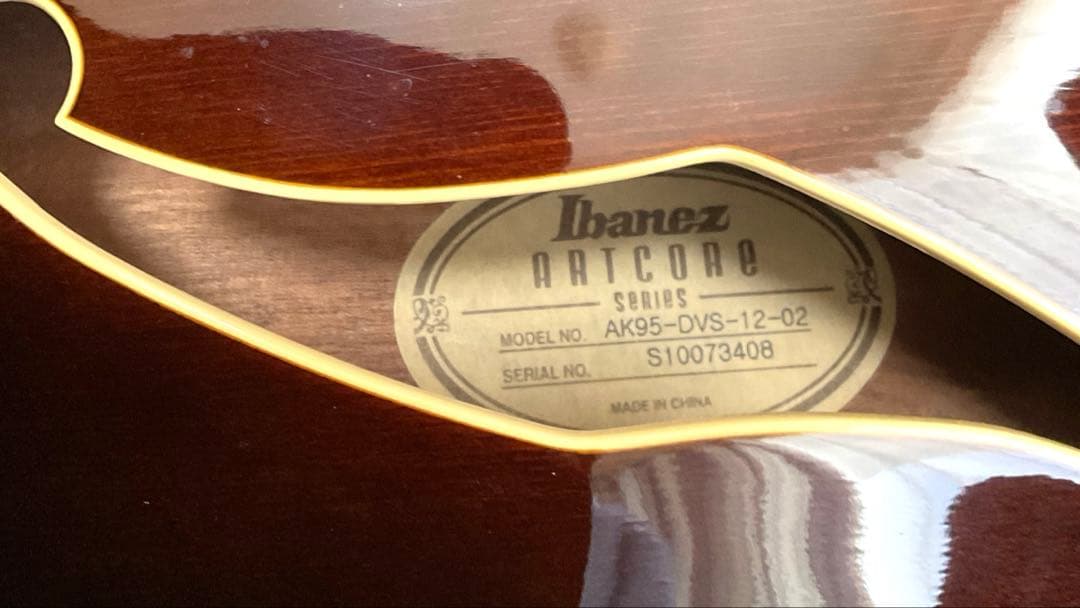 Ibanez
ARTCORE
SERIES
MODEL NO. AK95-DVS-12-02
SERIAL NO. S10073408
MADE IN CHINA